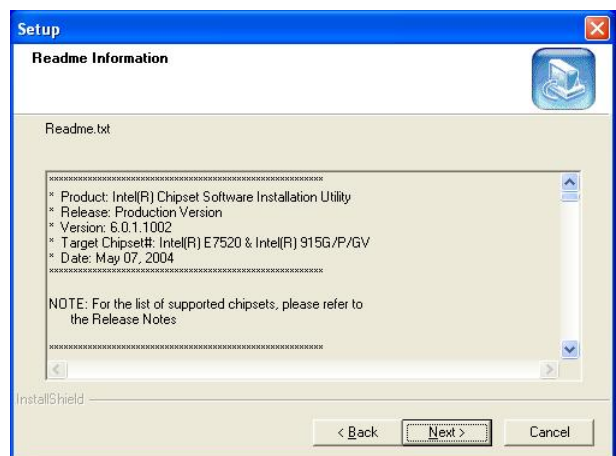 Setup
Readme Information
Readme.txt
************************************************************
* Product: Intel(R) Chipset Software Installation Utility
* Release: Production Version
* Version: 6.0.1.1002
* Target Chipset#: Intel(R) E7520 & Intel(R) 915G/P/GV
* Date: May 07, 2004
************************************************************
NOTE: For the list of supported chipsets, please refer to
the Release Notes
************************************************************
InstallShield
< Back
Next >
Cancel